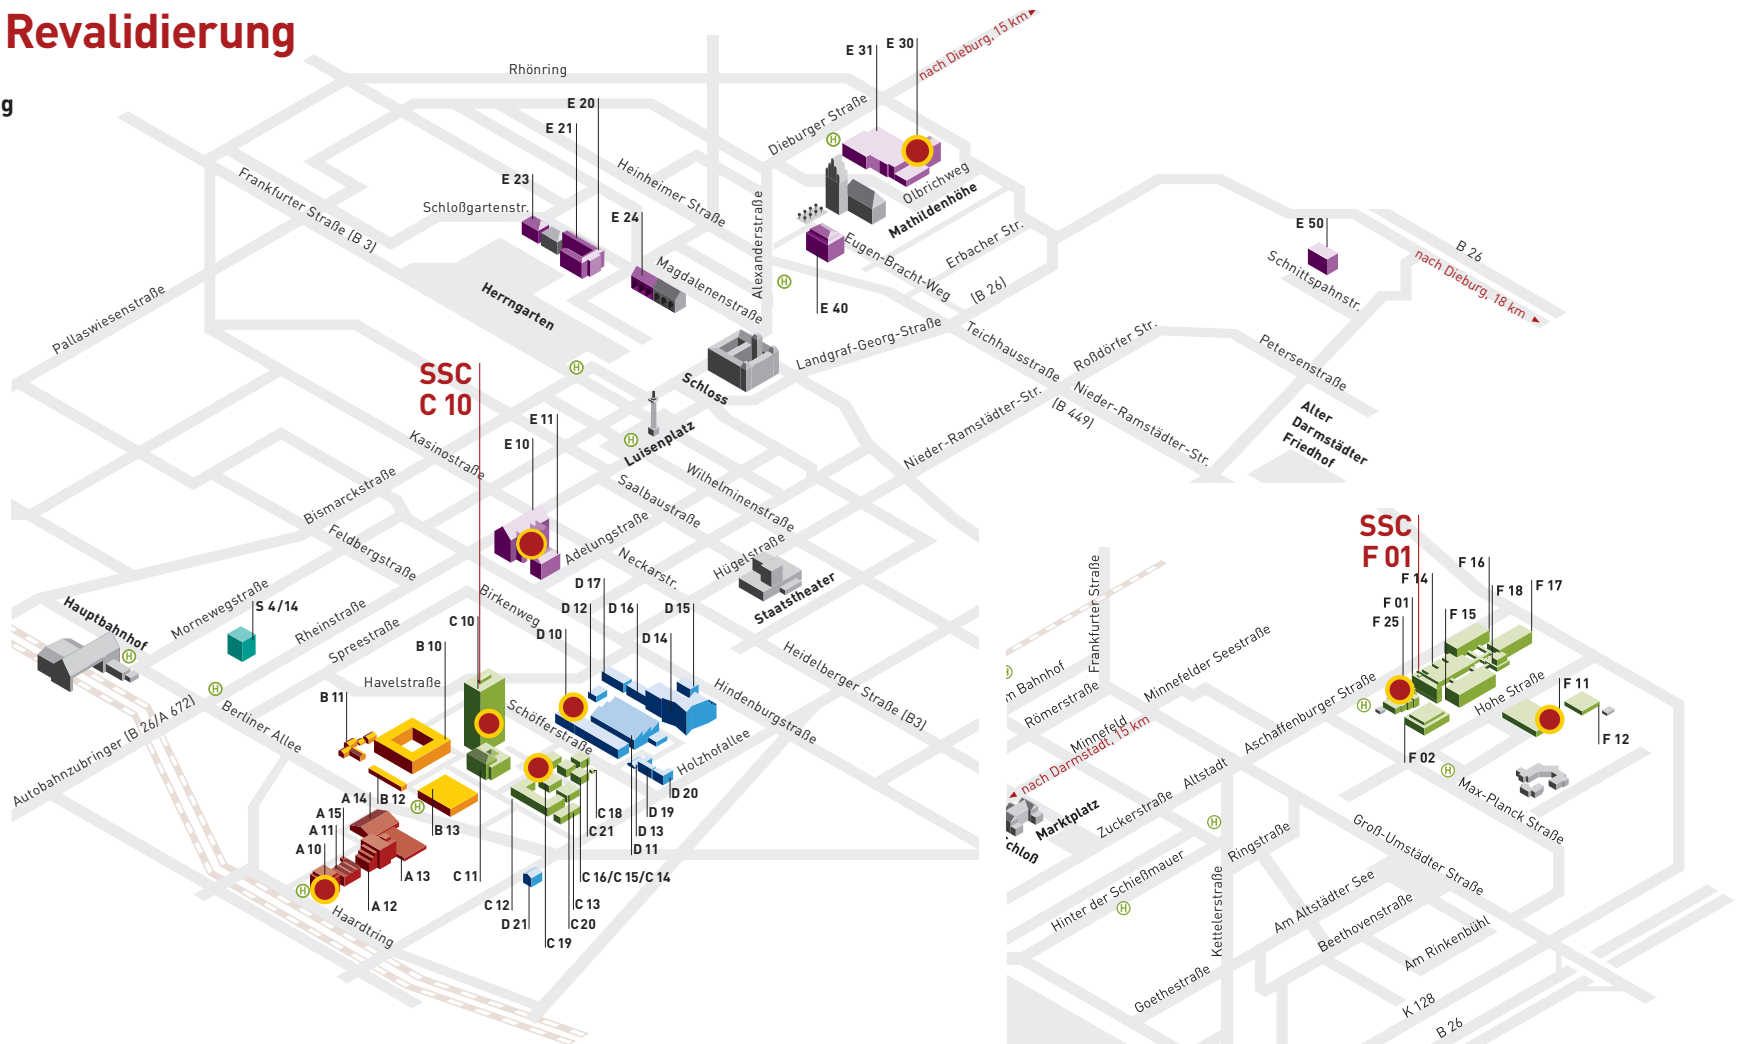 Revalidierung
g
Rhönring
E 31
E 30
nach Dieburg, 15 km
E 20
E 21
Dieburger Straße
Heinheimer Straße
Frankfurter Straße (B 3)
E 23
Schloßgartenstr.
E 24
Olbrichweg
Mathildenhöhe
Alexanderstraße
Eugen-Bracht-Weg
Erbacher Str.
(B 26)
E 50
B 26
Schnittspahnstr.
nach Dieburg, 18 km
Magdalenenstraße
Herrngarten
E 40
Pallaswiesenstraße
Landgraf-Georg-Straße
Teichhausstraße
Roßdörfer Str.
Petersenstraße
SSC
C 10
Schloss
Nieder-Ramstädter-Str.
(B 449)
Nieder-Ramstädter-Str.
Alter
Darmstädter
Friedhof
E 11
E 10
Luisenplatz
Kasinostraße
Bismarckstraße
Wilhelminenstraße
Saalbaustraße
Adelungstraße
Feldbergstraße
Neckarstr.
Hügelstraße
Staatstheater
Hauptbahnhof
Mornewegstraße
S 4/14
Rheinstraße
Spreestraße
Birkenweg
C 10
B 10
D 17
D 12
D 16
D 15
D 10
D 14
Heidelberger Straße (B3)
Havelstraße
B 11
Hindenburgstraße
Schöfferstraße
Holzhofallee
Berliner Allee
Autobahnzubringer (B 26/A 672)
A 14
B 12
A 15
A 11
A 10
B 13
A 13
A 12
C 11
C 18
C 21
D 20
D 19
D 13
D 11
C 16/C 15/C 14
C 12
C 13
D 21
C 20
C 19
Haardtring
H
H
H
H
H
H
H
H
H
SSC
F 01
F 16
F 14
F 18
F 17
F 01
F 15
F 25
Frankfurter Straße
m Bahnhof
Römerstraße
Minnefelder Seestraße
Minnefeld
nach Darmstadt, 15 km
Aschaffenburger Straße
Hohe Straße
F 11
F 12
F 02
Altstadt
Max-Planck Straße
Marktplatz
Zuckerstraße
chloß
Ringstraße
Groß-Umstädter Straße
Hinter der Schießmauer
Kettelerstraße
Am Altstädter See
Beethovenstraße
Am Rinkenbühl
Goethestraße
K 128
B 26
H
H
H
H
H